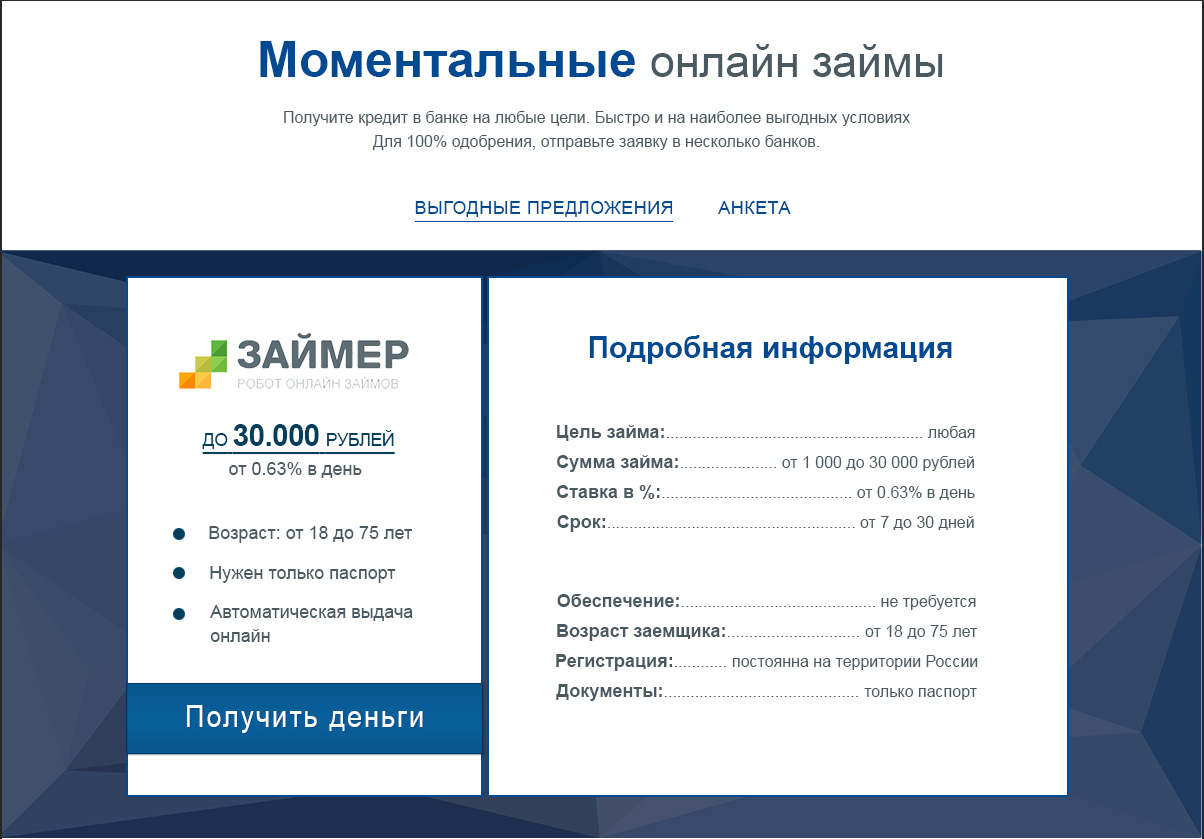 Моментальные онлайн займы
Получите кредит в банке на любые цели. Быстро и на наиболее выгодных условиях
Для 100% одобрения, отправьте заявку в несколько банков.
ВЫГОДНЫЕ ПРЕДЛОЖЕНИЯ АНКЕТА
ЗАЙМЕР
РОБОТ ОНЛАЙН ЗАЙМОВ
ДО 30.000 РУБЛЕЙ
от 0.63% в день
Возраст: от 18 до 75 лет
Нужен только паспорт
Автоматическая выдача
онлайн
Получить деньги
Подробная информация
Цель займа:......................................................... любая
Сумма займа:...................... от 1 000 до 30 000 рублей
Ставка в %:.......................................... от 0.63% в день
Срок:....................................................... от 7 до 30 дней
Обеспечение:........................................... не требуется
Возраст заемщика:.............................. от 18 до 75 лет
Регистрация:............ постоянна на территории России
Документы:........................................... только паспорт